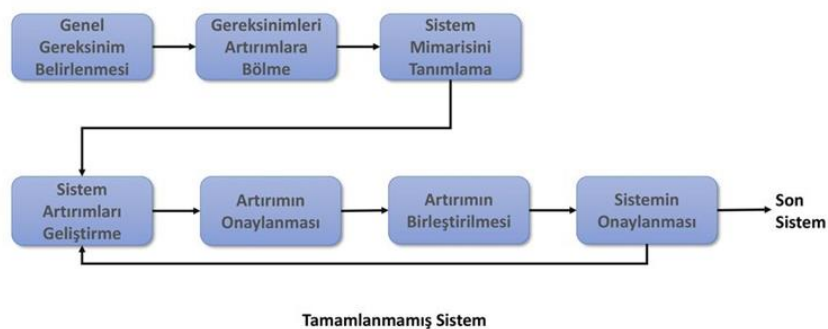 Genel
Gereksinim
Belirlenmesi
Gereksinimleri
Artırımlara
Bölme
Sistem
Mimarisini
Tanımlama
Sistem
Artırımları
Geliştirme
Artırımın
Onaylanması
Artırımın
Birleştirilmesi
Sistemin
Onaylanması
Son
Sistem
Tamamlanmamış Sistem